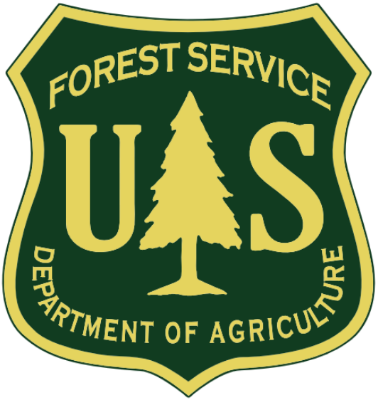 FOREST SERVICE
U S
DEPARTMENT OF AGRICULTURE